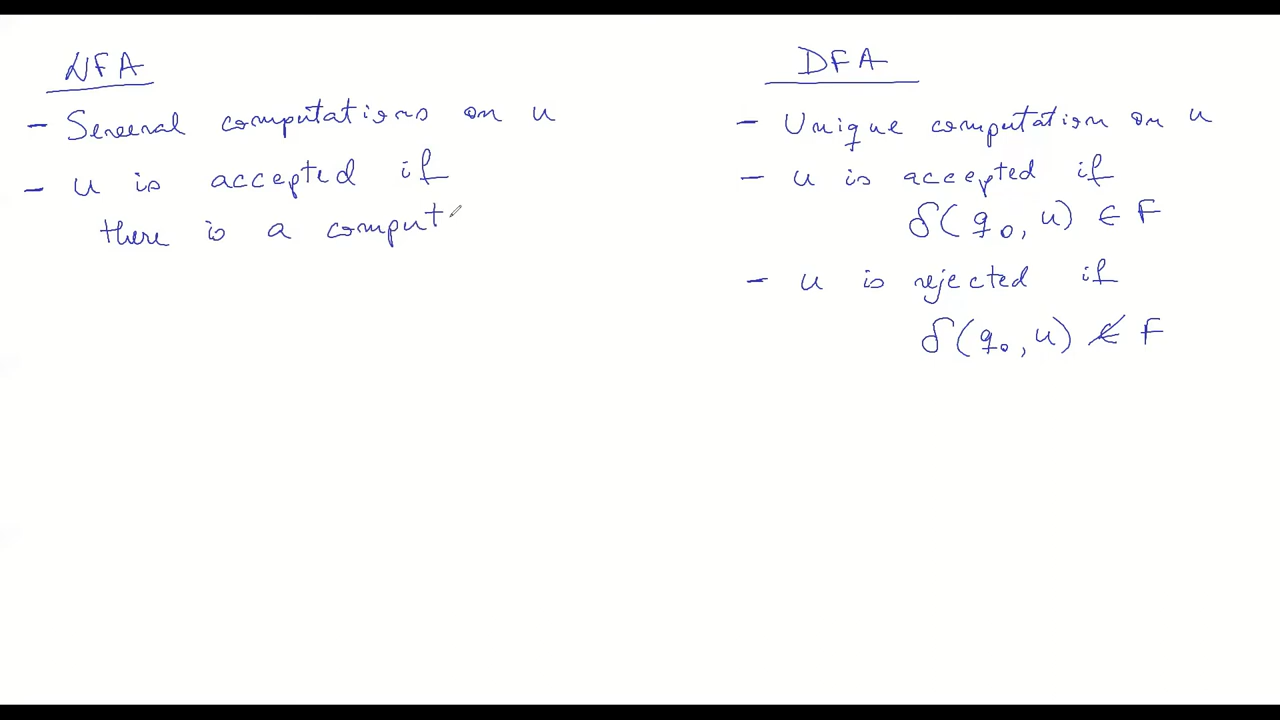 NFA
- Several computations on u
- u is accepted if
there is a comput
DFA
- Unique computation on u
- u is accepted if
δ(q₀, u) ∈ F
- u is rejected if
δ(q₀, u) ∉ F